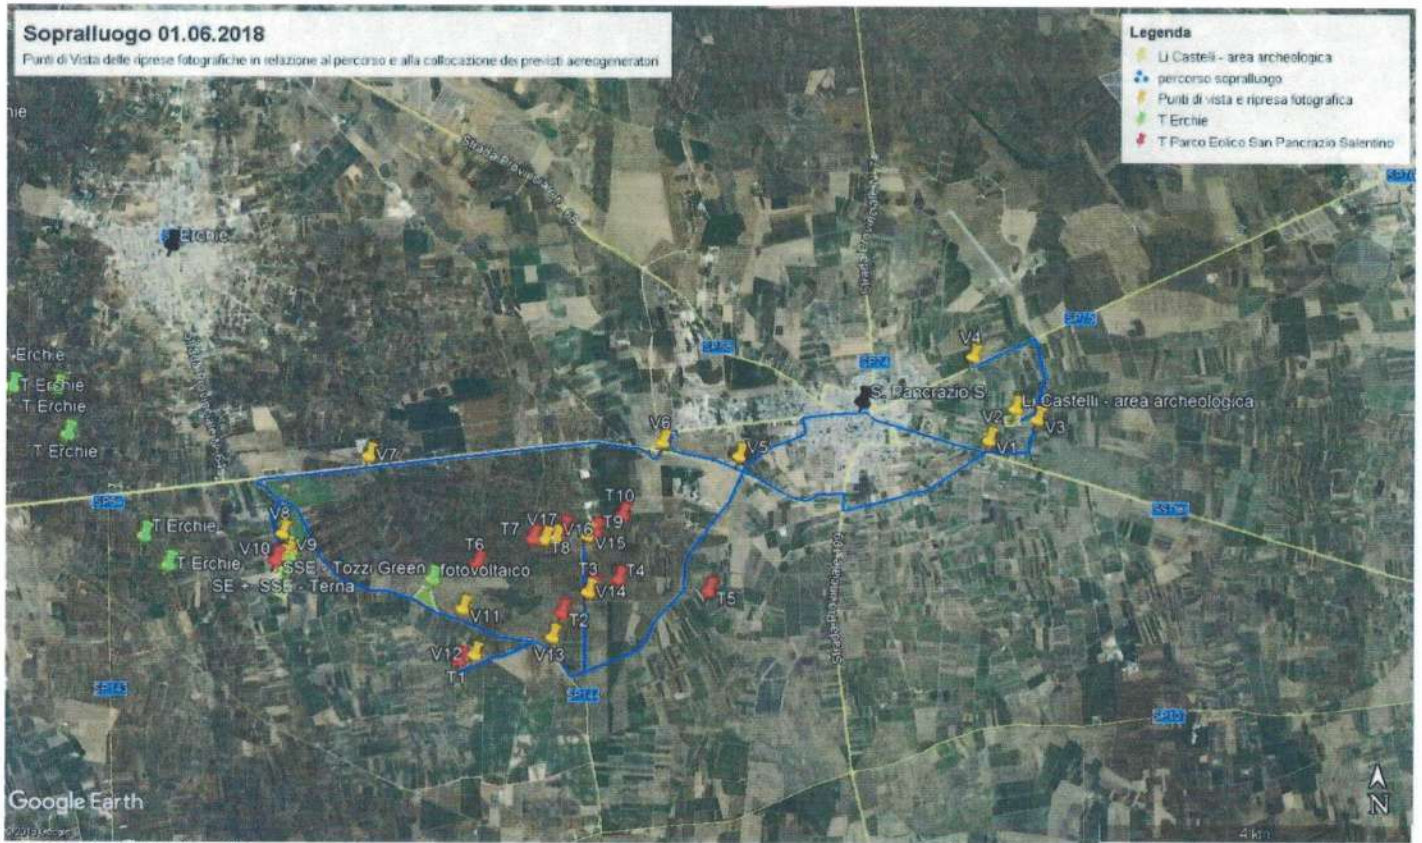 Sopralluogo 01.06.2018
Punti di Vista delle riprese fotografiche in relazione al percorso e alla collocazione dei previsti aereogeneratori
Legenda
Li Castelli - area archeologica
percorso sopralluogo
Punti di vista e ripresa fotografica
T Erchie
T Parco Eolico San Pancrazio Salentino
Erchie
T Erchie
T Erchie
T Erchie
T Erchie
T Erchie
T Erchie
S. Pancrazio S
Li Castelli - area archeologica
V4
V2
V3
V1
V5
V6
V7
V8
V9
V10
SSE - Tozzi Green
fotovoltaico
SE + SSE - Terna
V11
V12
T1
V13
T2
V14
T3
T4
T5
T6
T7
V17
V16
T8
V15
T9
T10
SP74
Google Earth
N
4 km